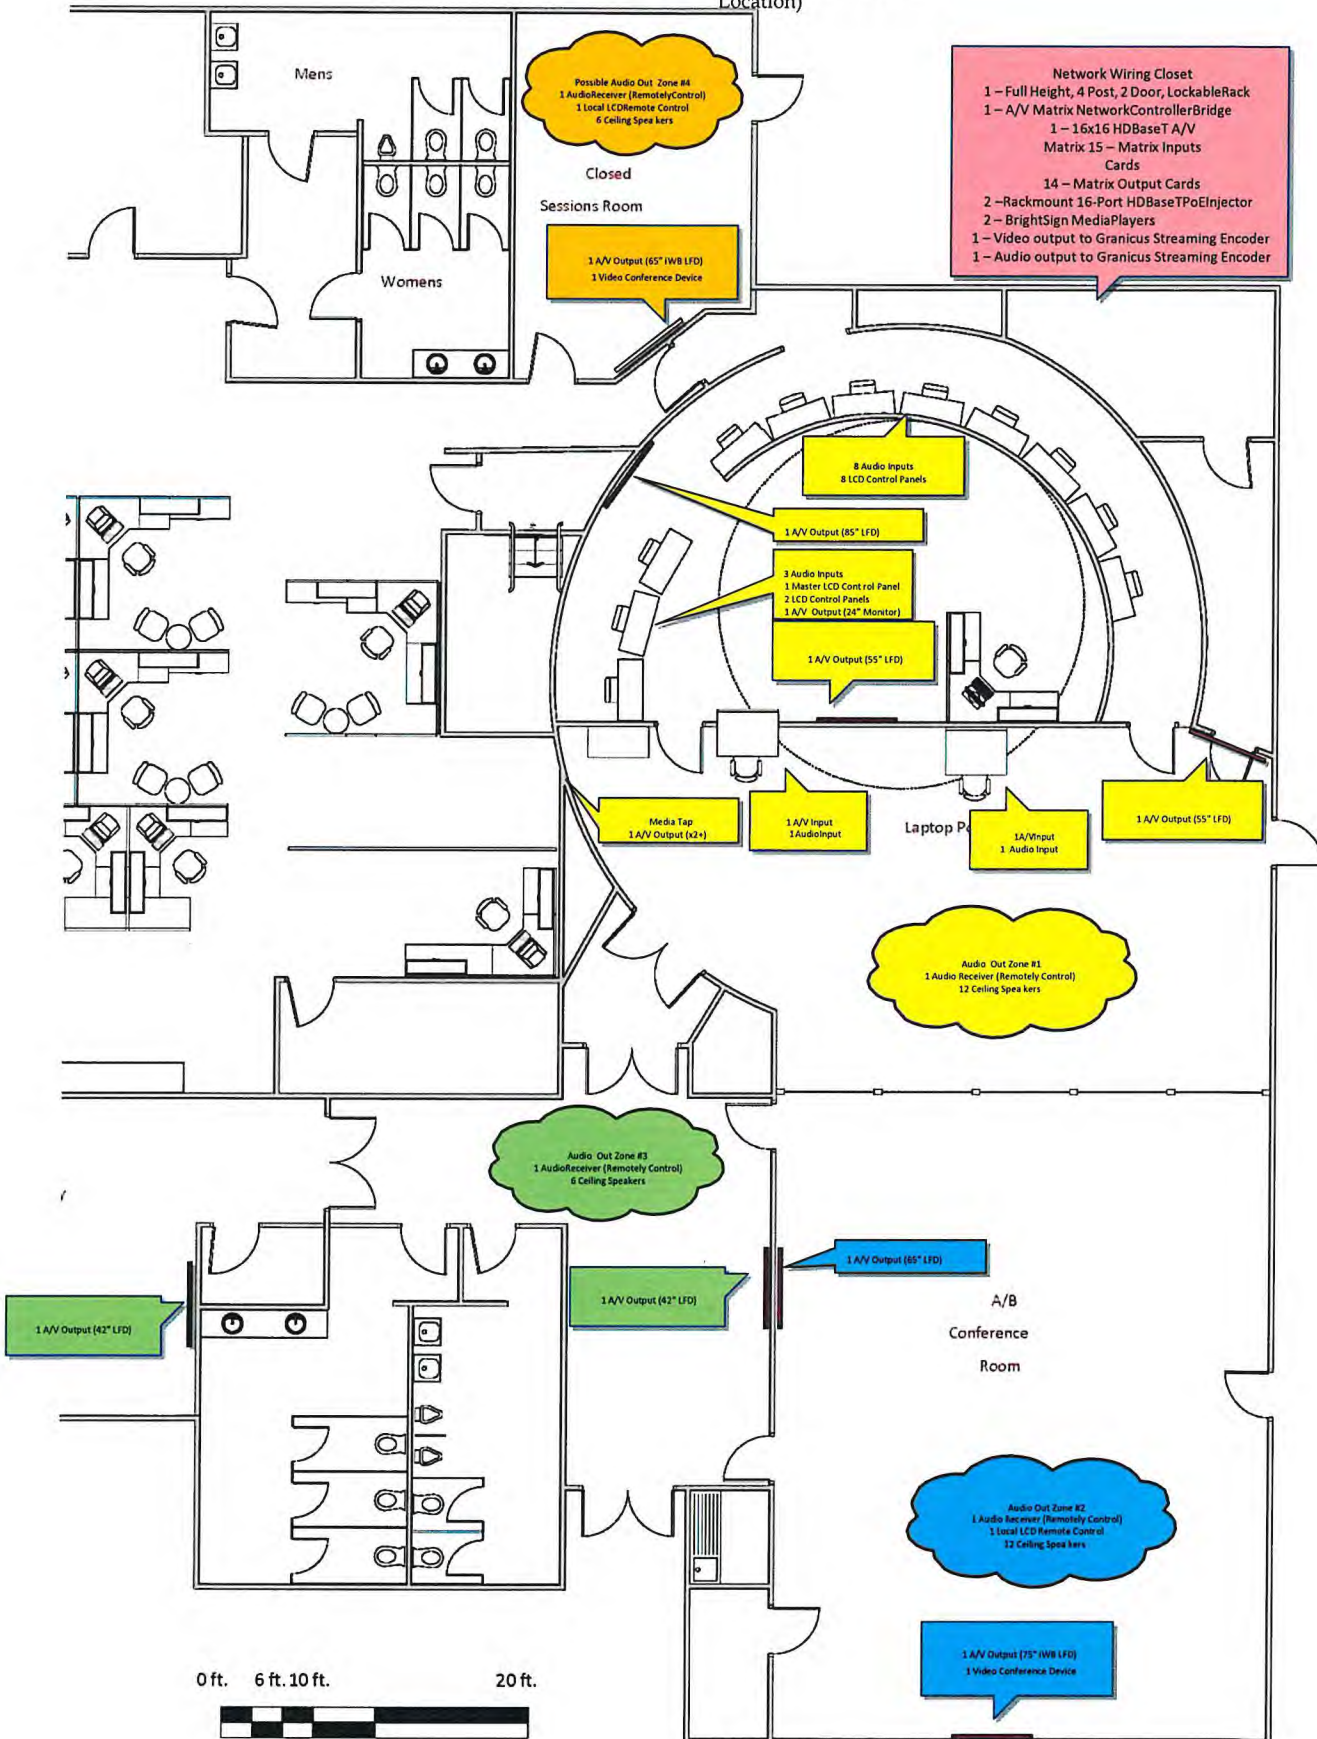 Location)
Mens
Possible Audio Out Zone #4
1 AudioReceiver (RemotelyControl)
1 Local LCDRemote Control
6 Ceiling Spea kers
Closed
Sessions Room
1 A/V Output (65" iWB LFD)
1 Video Conference Device
Womens
Network Wiring Closet
1 – Full Height, 4 Post, 2 Door, LockableRack
1 – A/V Matrix NetworkControllerBridge
1 – 16x16 HDBaseT A/V
Matrix 15 – Matrix Inputs
Cards
14 – Matrix Output Cards
2 –Rackmount 16-Port HDBaseTPoEInjector
2 – BrightSign MediaPlayers
1 – Video output to Granicus Streaming Encoder
1 – Audio output to Granicus Streaming Encoder
8 Audio Inputs
8 LCD Control Panels
1 A/V Output (85" LFD)
3 Audio Inputs
1 Master LCD Control Panel
2 LCD Control Panels
1 A/V Output (24" Monitor)
1 A/V Output (55" LFD)
Media Tap
1 A/V Output (x2+)
1 A/V Input
1 AudioInput
Laptop
1A/VInput
1 Audio Input
1 A/V Output (55" LFD)
Audio Out Zone #1
1 Audio Receiver (Remotely Control)
12 Ceiling Spea kers
Audio Out Zone #3
1 AudioReceiver (Remotely Control)
6 Ceiling Speakers
1 A/V Output (65" LFD)
1 A/V Output (42" LFD)
1 A/V Output (42" LFD)
A/B
Conference
Room
Audio Out Zone #2
1 Audio Receiver (Remotely Control)
1 Local LCD Remote Control
12 Ceiling Spea kers
1 A/V Output (75" iWB LFD)
1 Video Conference Device
0 ft. 6 ft. 10 ft. 20 ft.